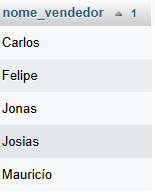 nome_vendedor 1
Carlos
Felipe
Jonas
Josias
Maurício